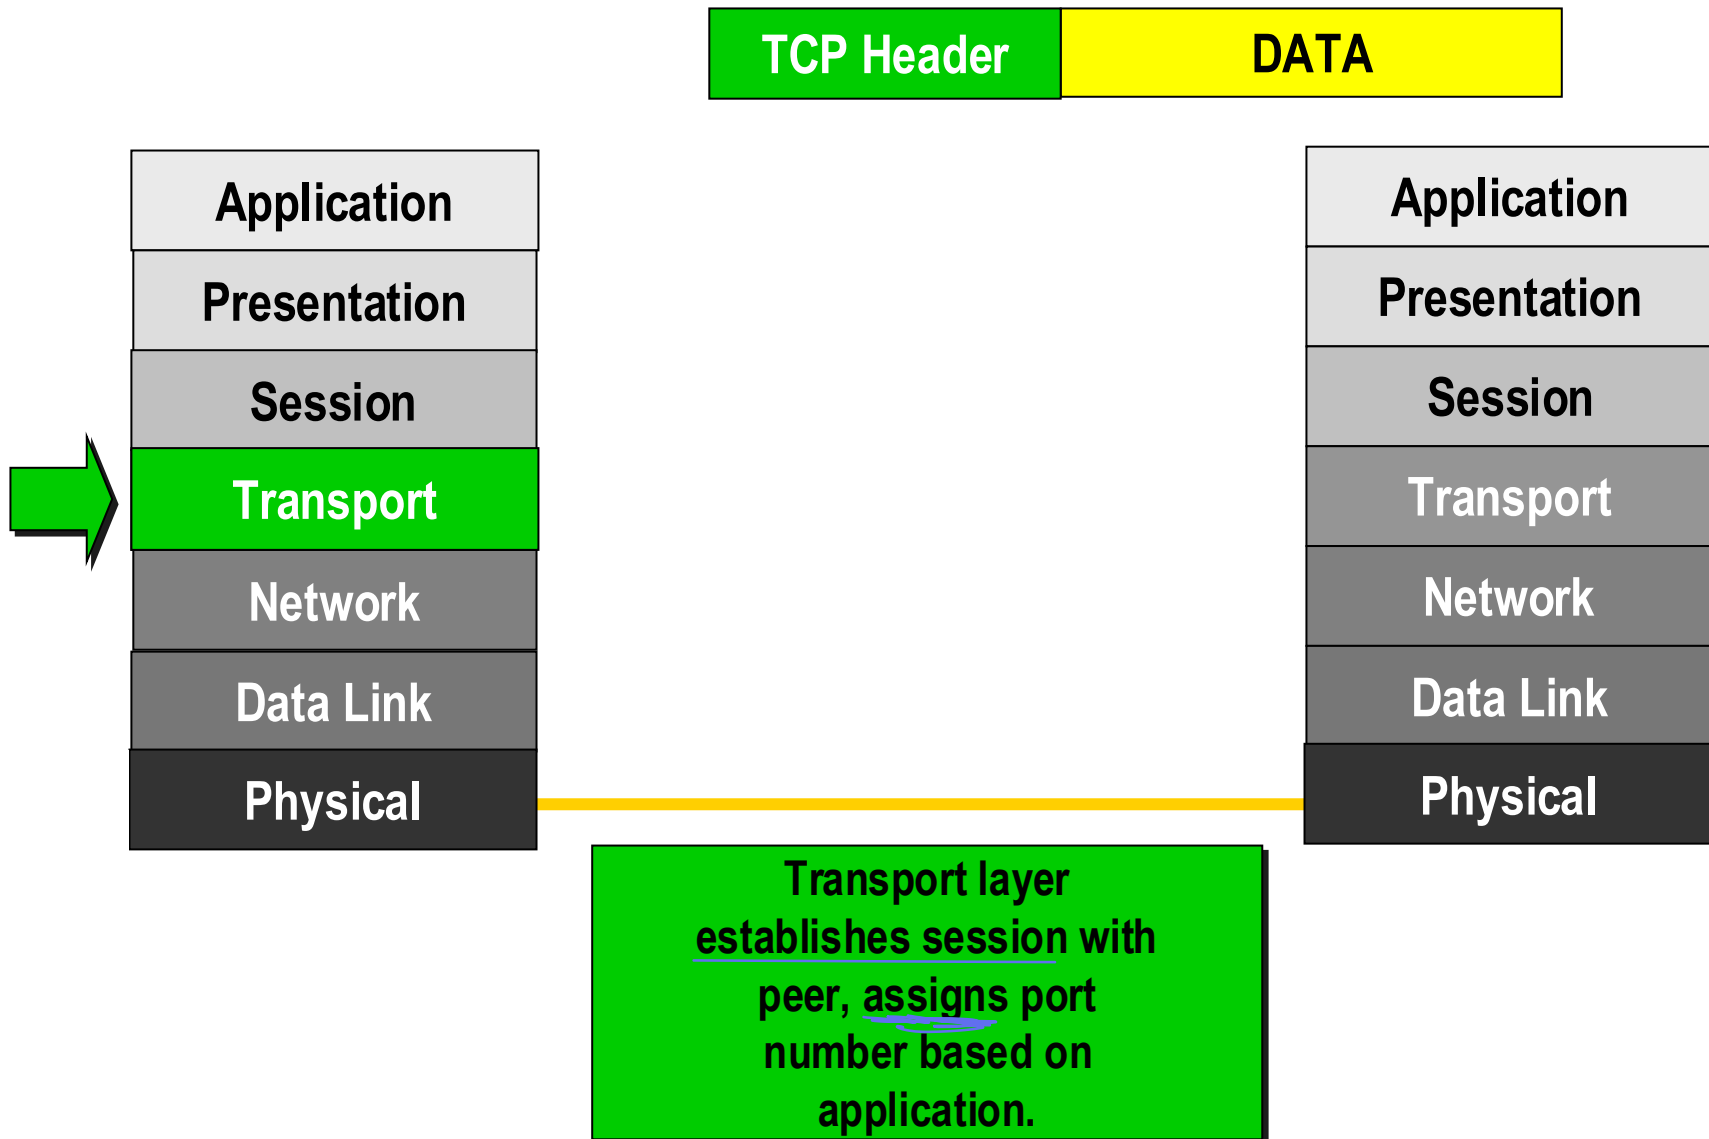 TCP Header DATA
Application
Presentation
Session
Transport
Network
Data Link
Physical
Application
Presentation
Session
Transport
Network
Data Link
Physical
Transport layer
establishes session with
peer, assigns port
number based on
application.